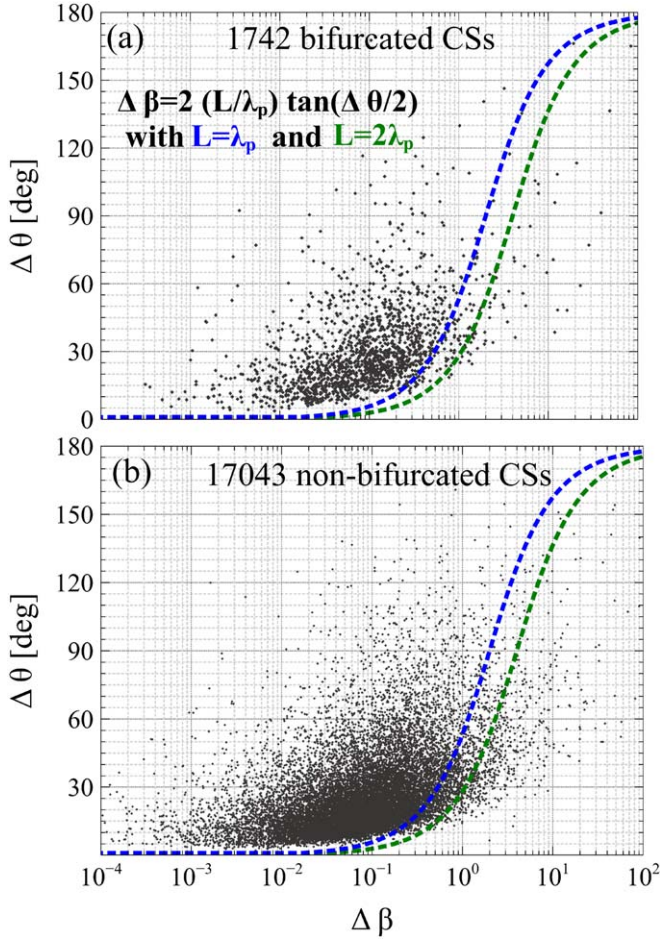 180
(a) 1742 bifurcated CSs
150
Δ β=2 (L/λₚ) tan(Δ θ/2)
with L=λₚ and L=2λₚ
120
Δ θ [deg]
90
60
30
0
180
(b) 17043 non-bifurcated CSs
150
120
Δ θ [deg]
90
60
30
10⁻⁴ 10⁻³ 10⁻² 10⁻¹ 10⁰ 10¹ 10²
Δ β